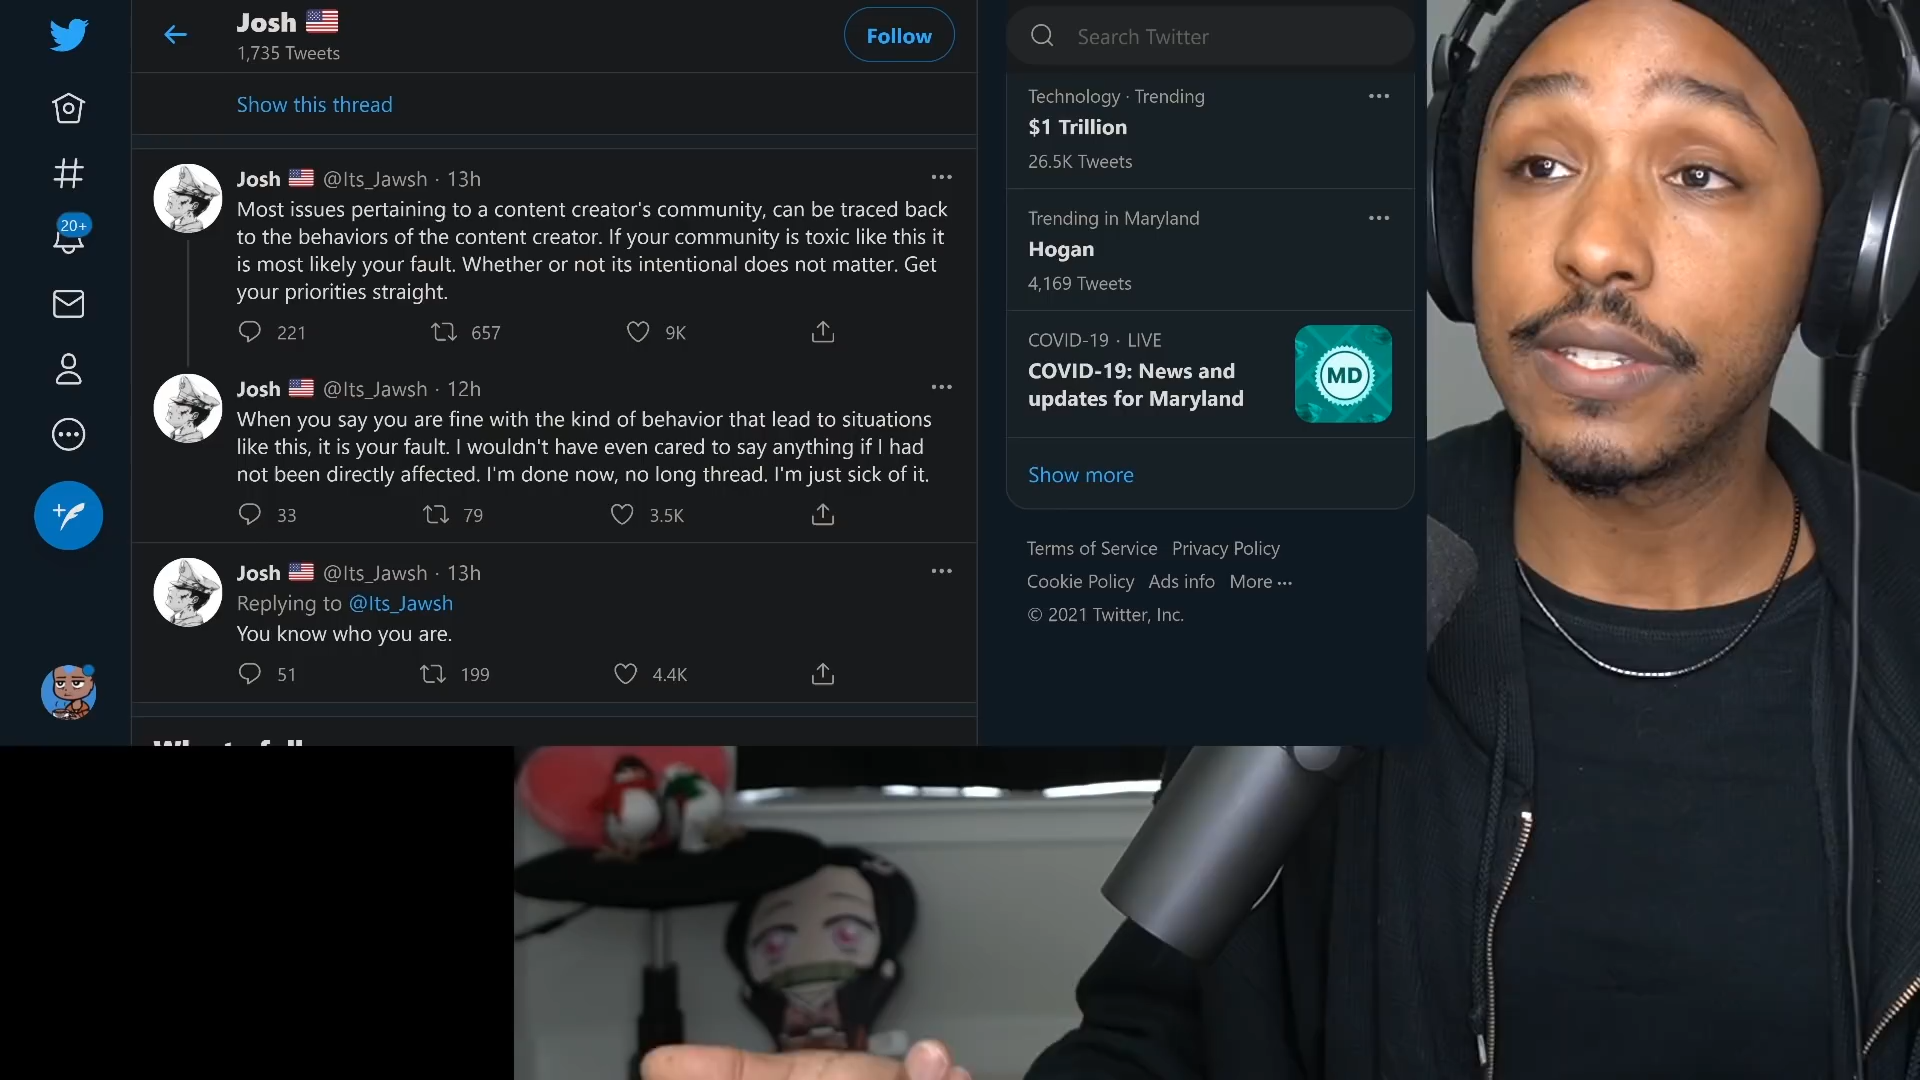 Josh 🇺🇸
1,735 Tweets
Follow
Show this thread
Josh 🇺🇸 @Its_Jawsh · 13h
Most issues pertaining to a content creator's community, can be traced back
to the behaviors of the content creator. If your community is toxic like this it
is most likely your fault. Whether or not its intentional does not matter. Get
your priorities straight.
221 657 9K
Josh 🇺🇸 @Its_Jawsh · 12h
When you say you are fine with the kind of behavior that lead to situations
like this, it is your fault. I wouldn't have even cared to say anything if I had
not been directly affected. I'm done now, no long thread. I'm just sick of it.
33 79 3.5K
Josh 🇺🇸 @Its_Jawsh · 13h
Replying to @Its_Jawsh
You know who you are.
51 199 4.4K
20+
Search Twitter
Technology · Trending
$1 Trillion
26.5K Tweets
Trending in Maryland
Hogan
4,169 Tweets
COVID-19 · LIVE
COVID-19: News and
updates for Maryland
MD
Show more
Terms of Service Privacy Policy
Cookie Policy Ads info More ···
© 2021 Twitter, Inc.